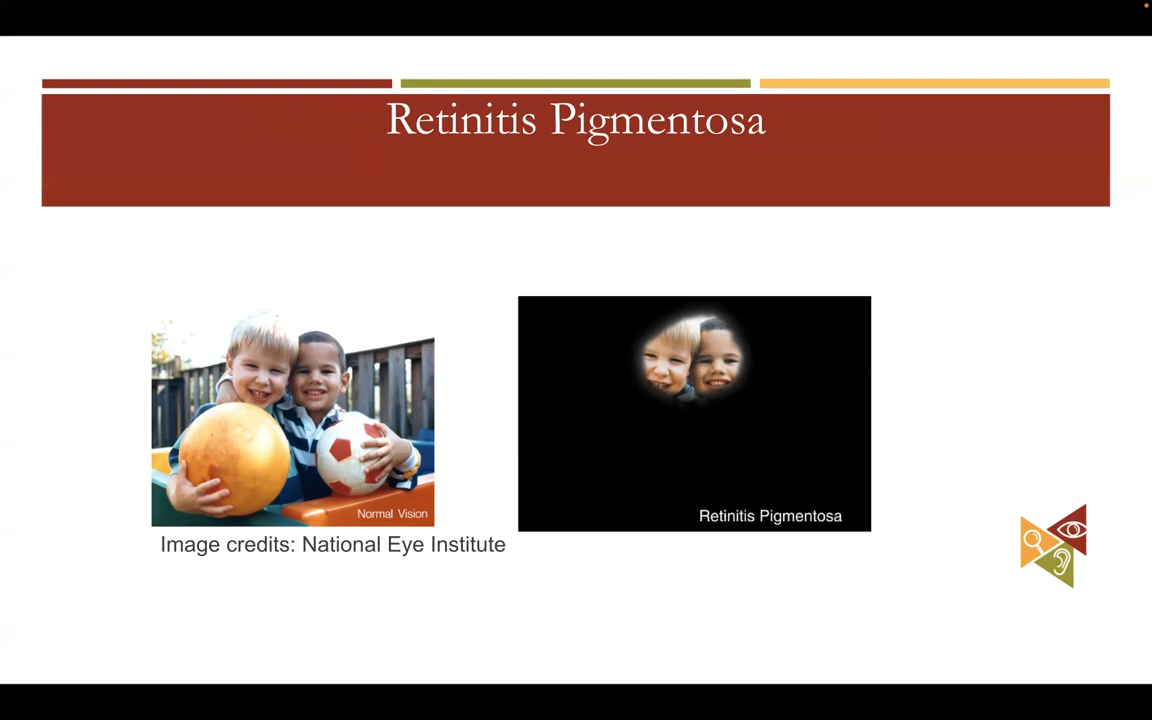 Retinitis Pigmentosa
Normal Vision
Retinitis Pigmentosa
Image credits: National Eye Institute